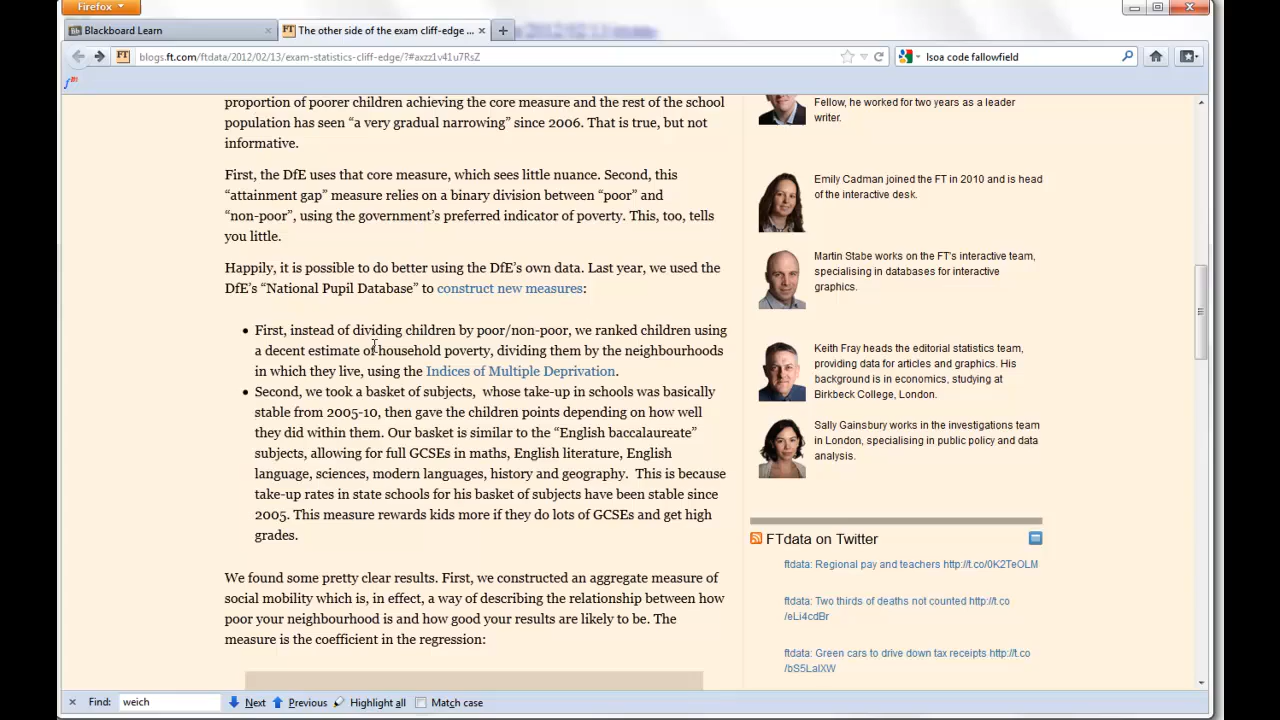 Firefox
Blackboard Learn
The other side of the exam cliff-edge ...
blogs.ft.com/ftdata/2012/02/13/exam-statistics-cliff-edge/?#axzz1v41u7RsZ
lsoa code fallowfield
proportion of poorer children achieving the core measure and the rest of the school
population has seen “a very gradual narrowing” since 2006. That is true, but not
informative.
First, the DfE uses that core measure, which sees little nuance. Second, this
“attainment gap” measure relies on a binary division between “poor” and
“non-poor”, using the government’s preferred indicator of poverty. This, too, tells
you little.
Happily, it is possible to do better using the DfE’s own data. Last year, we used the
DfE’s “National Pupil Database” to construct new measures:
• First, instead of dividing children by poor/non-poor, we ranked children using
a decent estimate of household poverty, dividing them by the neighbourhoods
in which they live, using the Indices of Multiple Deprivation.
• Second, we took a basket of subjects, whose take-up in schools was basically
stable from 2005-10, then gave the children points depending on how well
they did within them. Our basket is similar to the “English baccalaureate”
subjects, allowing for full GCSEs in maths, English literature, English
language, sciences, modern languages, history and geography. This is because
take-up rates in state schools for his basket of subjects have been stable since
2005. This measure rewards kids more if they do lots of GCSEs and get high
grades.
We found some pretty clear results. First, we constructed an aggregate measure of
social mobility which is, in effect, a way of describing the relationship between how
poor your neighbourhood is and how good your results are likely to be. The
measure is the coefficient in the regression:
Fellow, he worked for two years as a leader
writer.
Emily Cadman joined the FT in 2010 and is head
of the interactive desk.
Martin Stabe works on the FT's interactive team,
specialising in databases for interactive
graphics.
Keith Fray heads the editorial statistics team,
providing data for articles and graphics. His
background is in economics, studying at
Birkbeck College, London.
Sally Gainsbury works in the investigations team
in London, specialising in public policy and data
analysis.
FTdata on Twitter
ftdata: Regional pay and teachers http://t.co/0K2TeOLM
ftdata: Two thirds of deaths not counted http://t.co
/eLi4cdBr
ftdata: Green cars to drive down tax receipts http://t.co
/bS5LalXW
Find: weich Next Previous Highlight all Match case